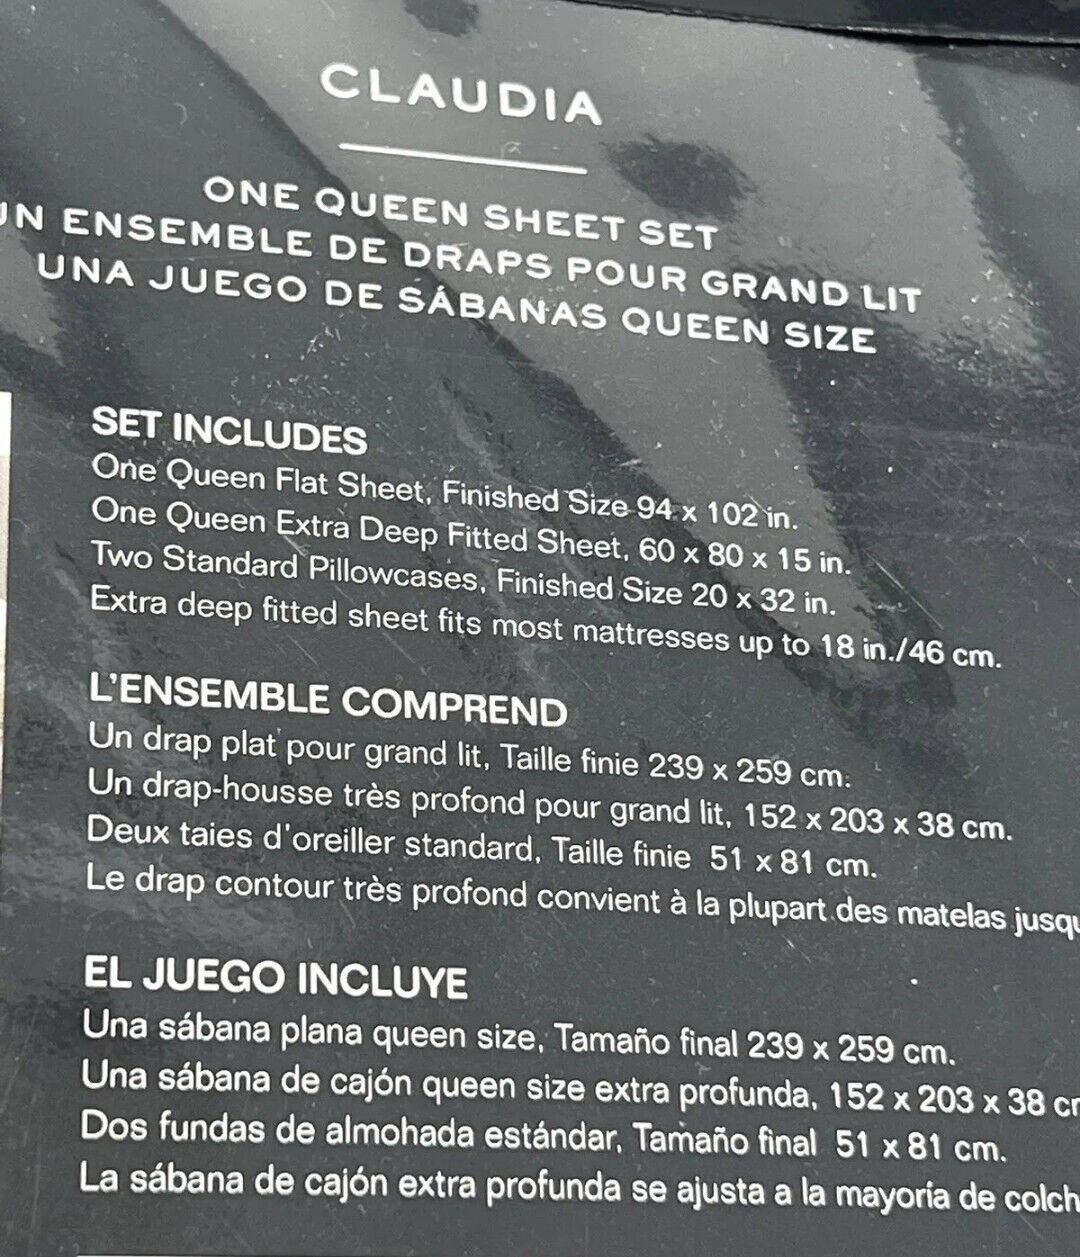 CLAUDIA
ONE QUEEN SHEET SET
UN ENSEMBLE DE DRAPS POUR GRAND LIT
UNA JUEGO DE SÁBANAS QUEEN SIZE
SET INCLUDES
One Queen Flat Sheet, Finished Size 94 x 102 in.
One Queen Extra Deep Fitted Sheet, 60 x 80 x 15 in.
Two Standard Pillowcases, Finished Size 20 x 32 in.
Extra deep fitted sheet fits most mattresses up to 18 in./46 cm.
L'ENSEMBLE COMPREND
Un drap plat pour grand lit, Taille finie 239 x 259 cm.
Un drap-housse très profond pour grand lit, 152 x 203 x 38 cm.
Deux taies d'oreiller standard, Taille finie 51 x 81 cm.
Le drap contour très profond convient à la plupart des matelas jusqu
EL JUEGO INCLUYE
Una sábana plana queen size, Tamaño final 239 x 259 cm.
Una sábana de cajón queen size extra profunda, 152 x 203 x 38 cm
Dos fundas de almohada estándar, Tamaño final 51 x 81 cm.
La sábana de cajón extra profunda se ajusta a la mayoría de colch